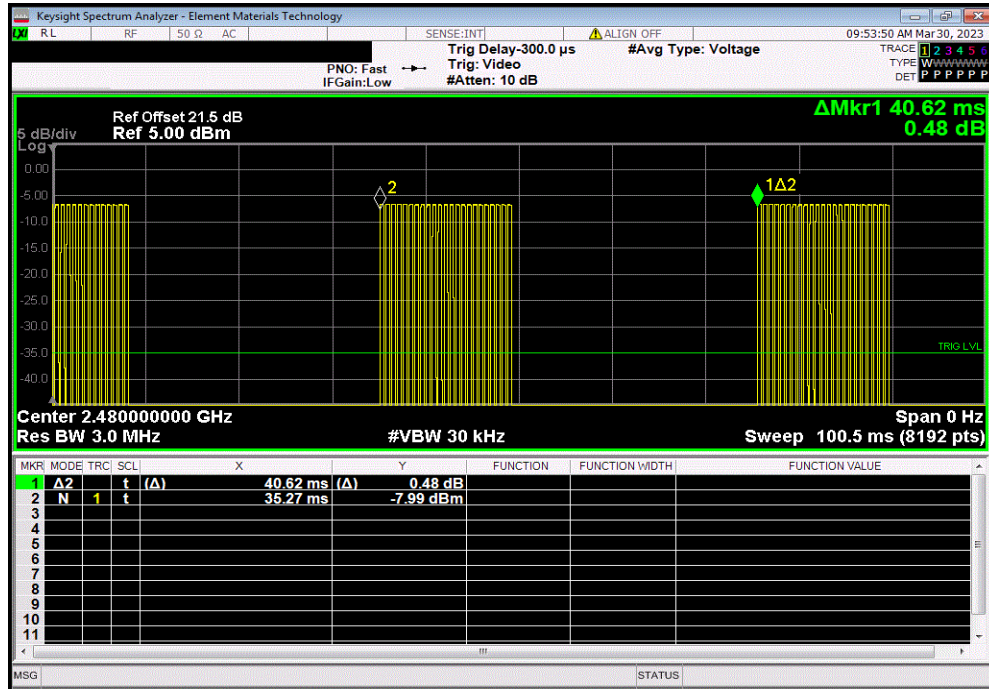 Keysight Spectrum Analyzer - Element Materials Technology
LXI RL RF 50 Ω AC SENSE:INT ALIGN OFF 09:53:50 AM Mar 30, 2023
Trig Delay-300.0 µs #Avg Type: Voltage TRACE 1 2 3 4 5 6
PNO: Fast Trig: Video TYPE WWWWWW
IFGain:Low #Atten: 10 dB DET P P P P P P
ΔMkr1 40.62 ms
0.48 dB
Ref Offset 21.5 dB
5 dB/div Ref 5.00 dBm
Log
0.00
-5.00
-10.0
-15.0
-20.0
-25.0
-30.0
-35.0
-40.0
2
1Δ2
TRIG LVL
Center 2.480000000 GHz Span 0 Hz
Res BW 3.0 MHz #VBW 30 kHz Sweep 100.5 ms (8192 pts)
MKR MODE TRC SCL X Y FUNCTION FUNCTION WIDTH FUNCTION VALUE
1 Δ2 t (Δ) 40.62 ms (Δ) 0.48 dB
2 N 1 t 35.27 ms -7.99 dBm
3
4
5
6
7
8
9
10
11
MSG STATUS